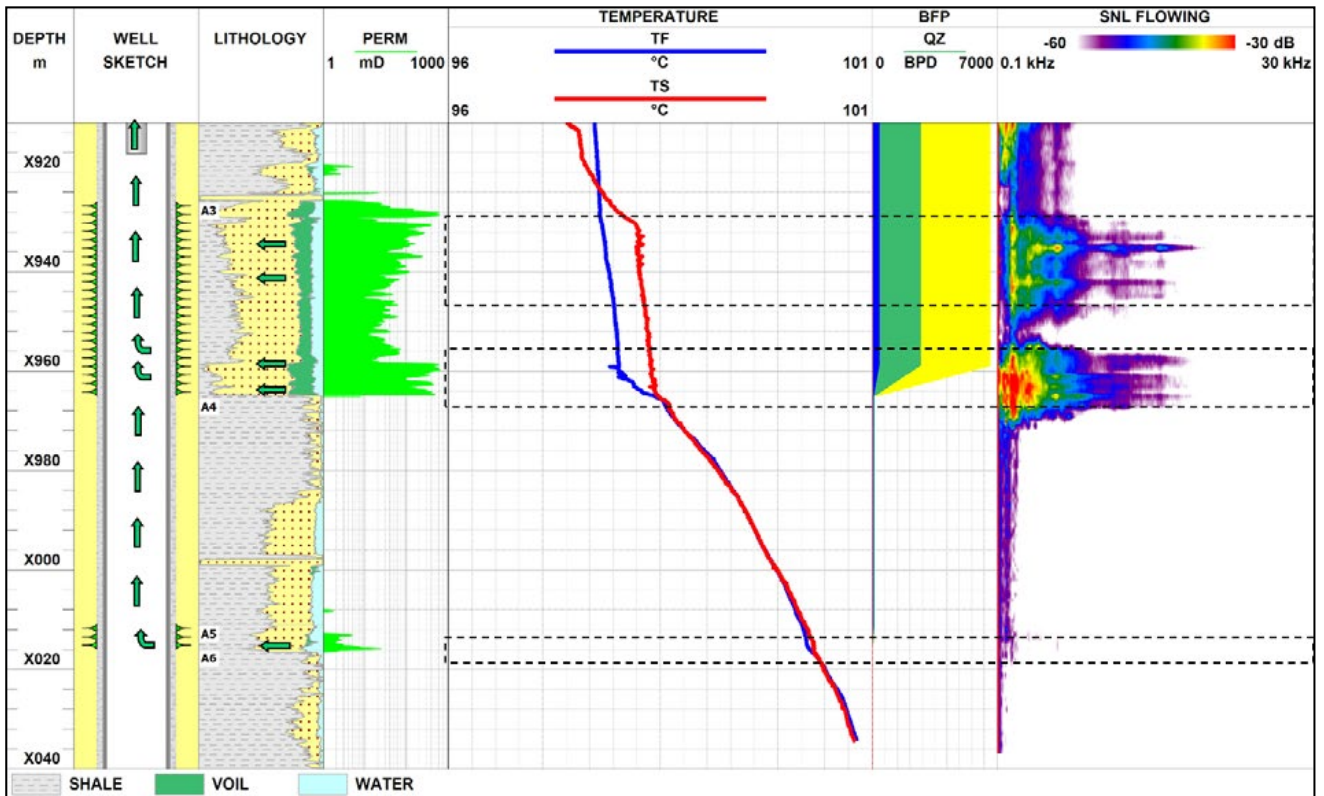 TEMPERATURE BFP SNL FLOWING
DEPTH WELL LITHOLOGY PERM TF QZ -60 -30 dB
m SKETCH 1 mD 1000 96 °C 101 0 BPD 7000 0.1 kHz 30 kHz
TS
96 °C 101
X920
A3
X940
X960
A4
X980
X000
A5
X020 A6
X040
SHALE VOIL WATER